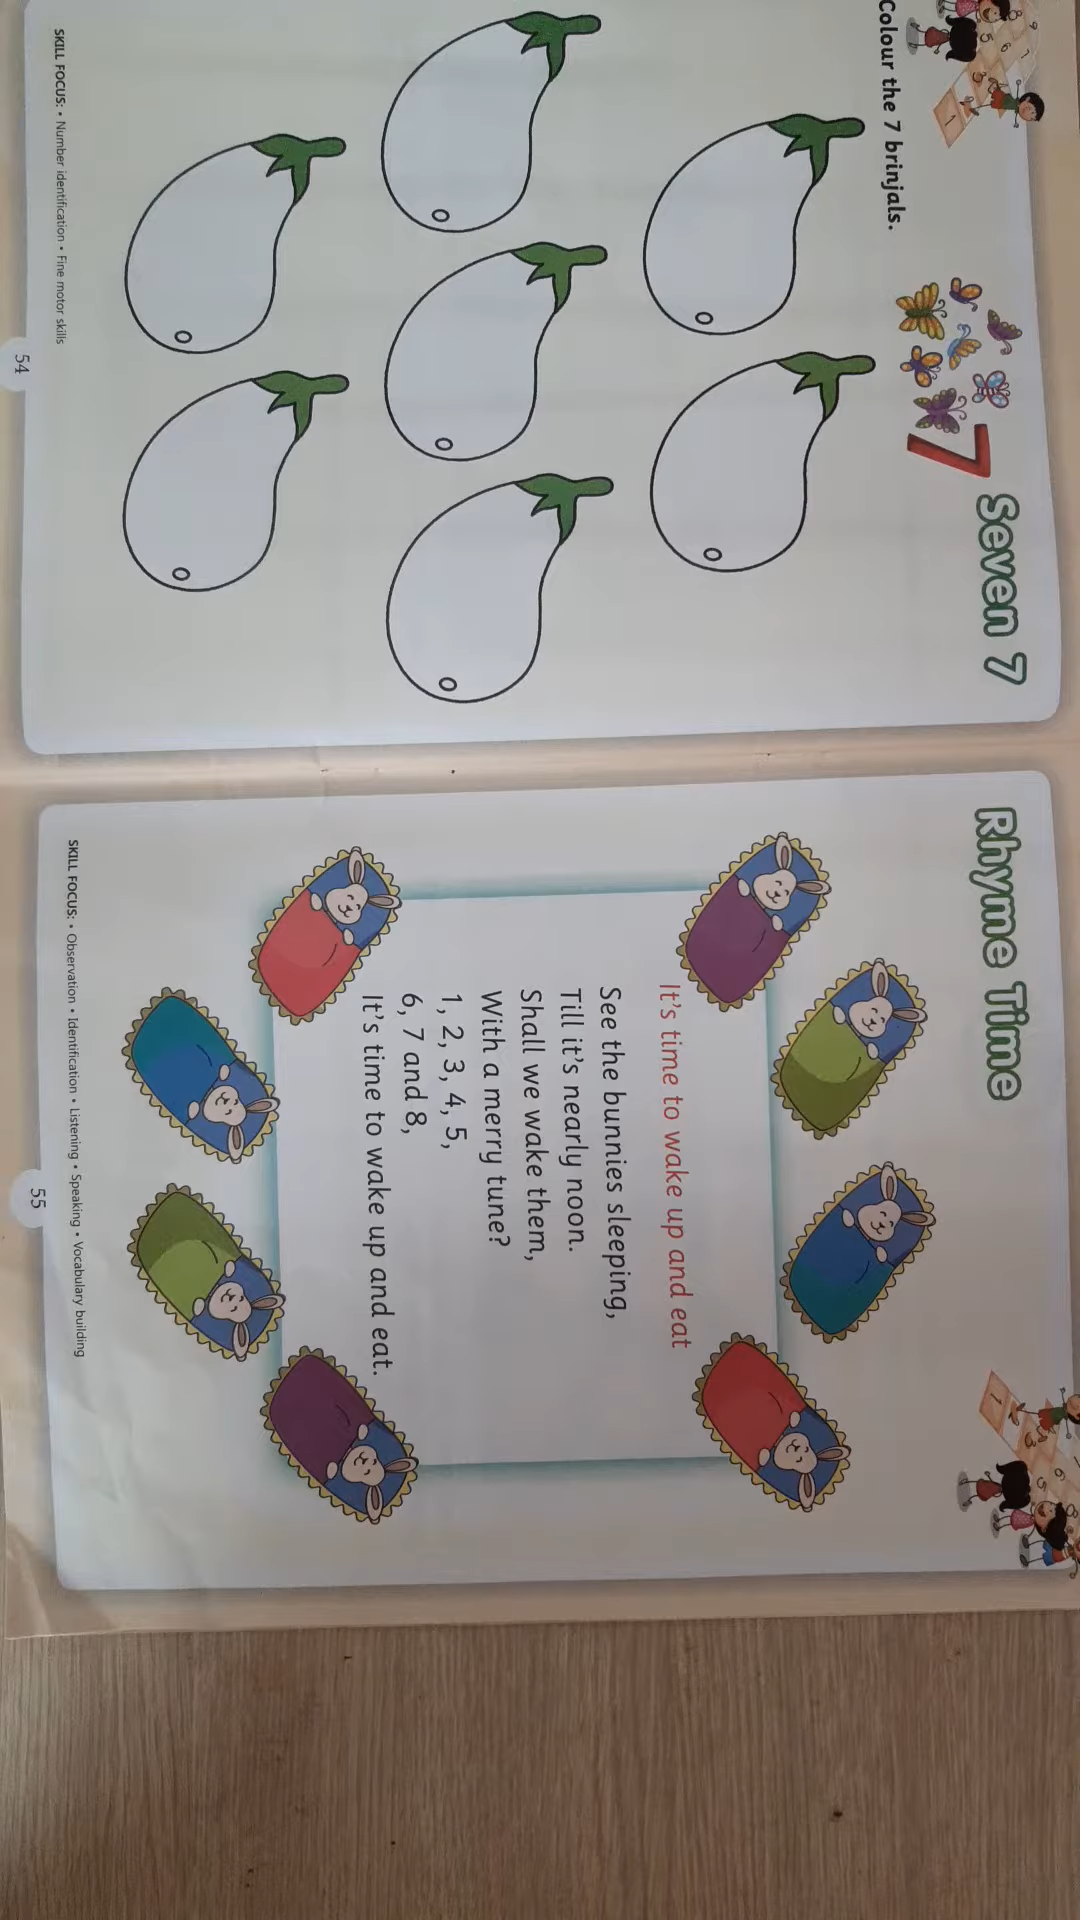 Seven 7
7
Colour the 7 brinjals.
SKILL FOCUS: • Number identification • Fine motor skills
54
Rhyme Time
It's time to wake up and eat
See the bunnies sleeping,
Till it's nearly noon.
Shall we wake them,
With a merry tune?
1, 2, 3, 4, 5,
6, 7 and 8,
It's time to wake up and eat.
SKILL FOCUS: • Observation • Identification • Listening • Speaking • Vocabulary building
55